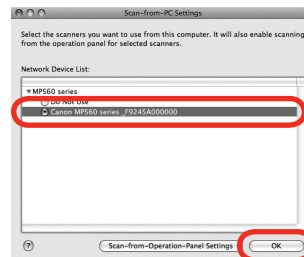 Scan-from-PC Settings
Select the scanners you want to use from this computer. It will also enable scanning
from the operation panel for selected scanners.
Network Device List:
▼MP560 series
Do Not Use
Canon MP560 series _F9245A000000
?
Scan-from-Operation-Panel Settings
OK